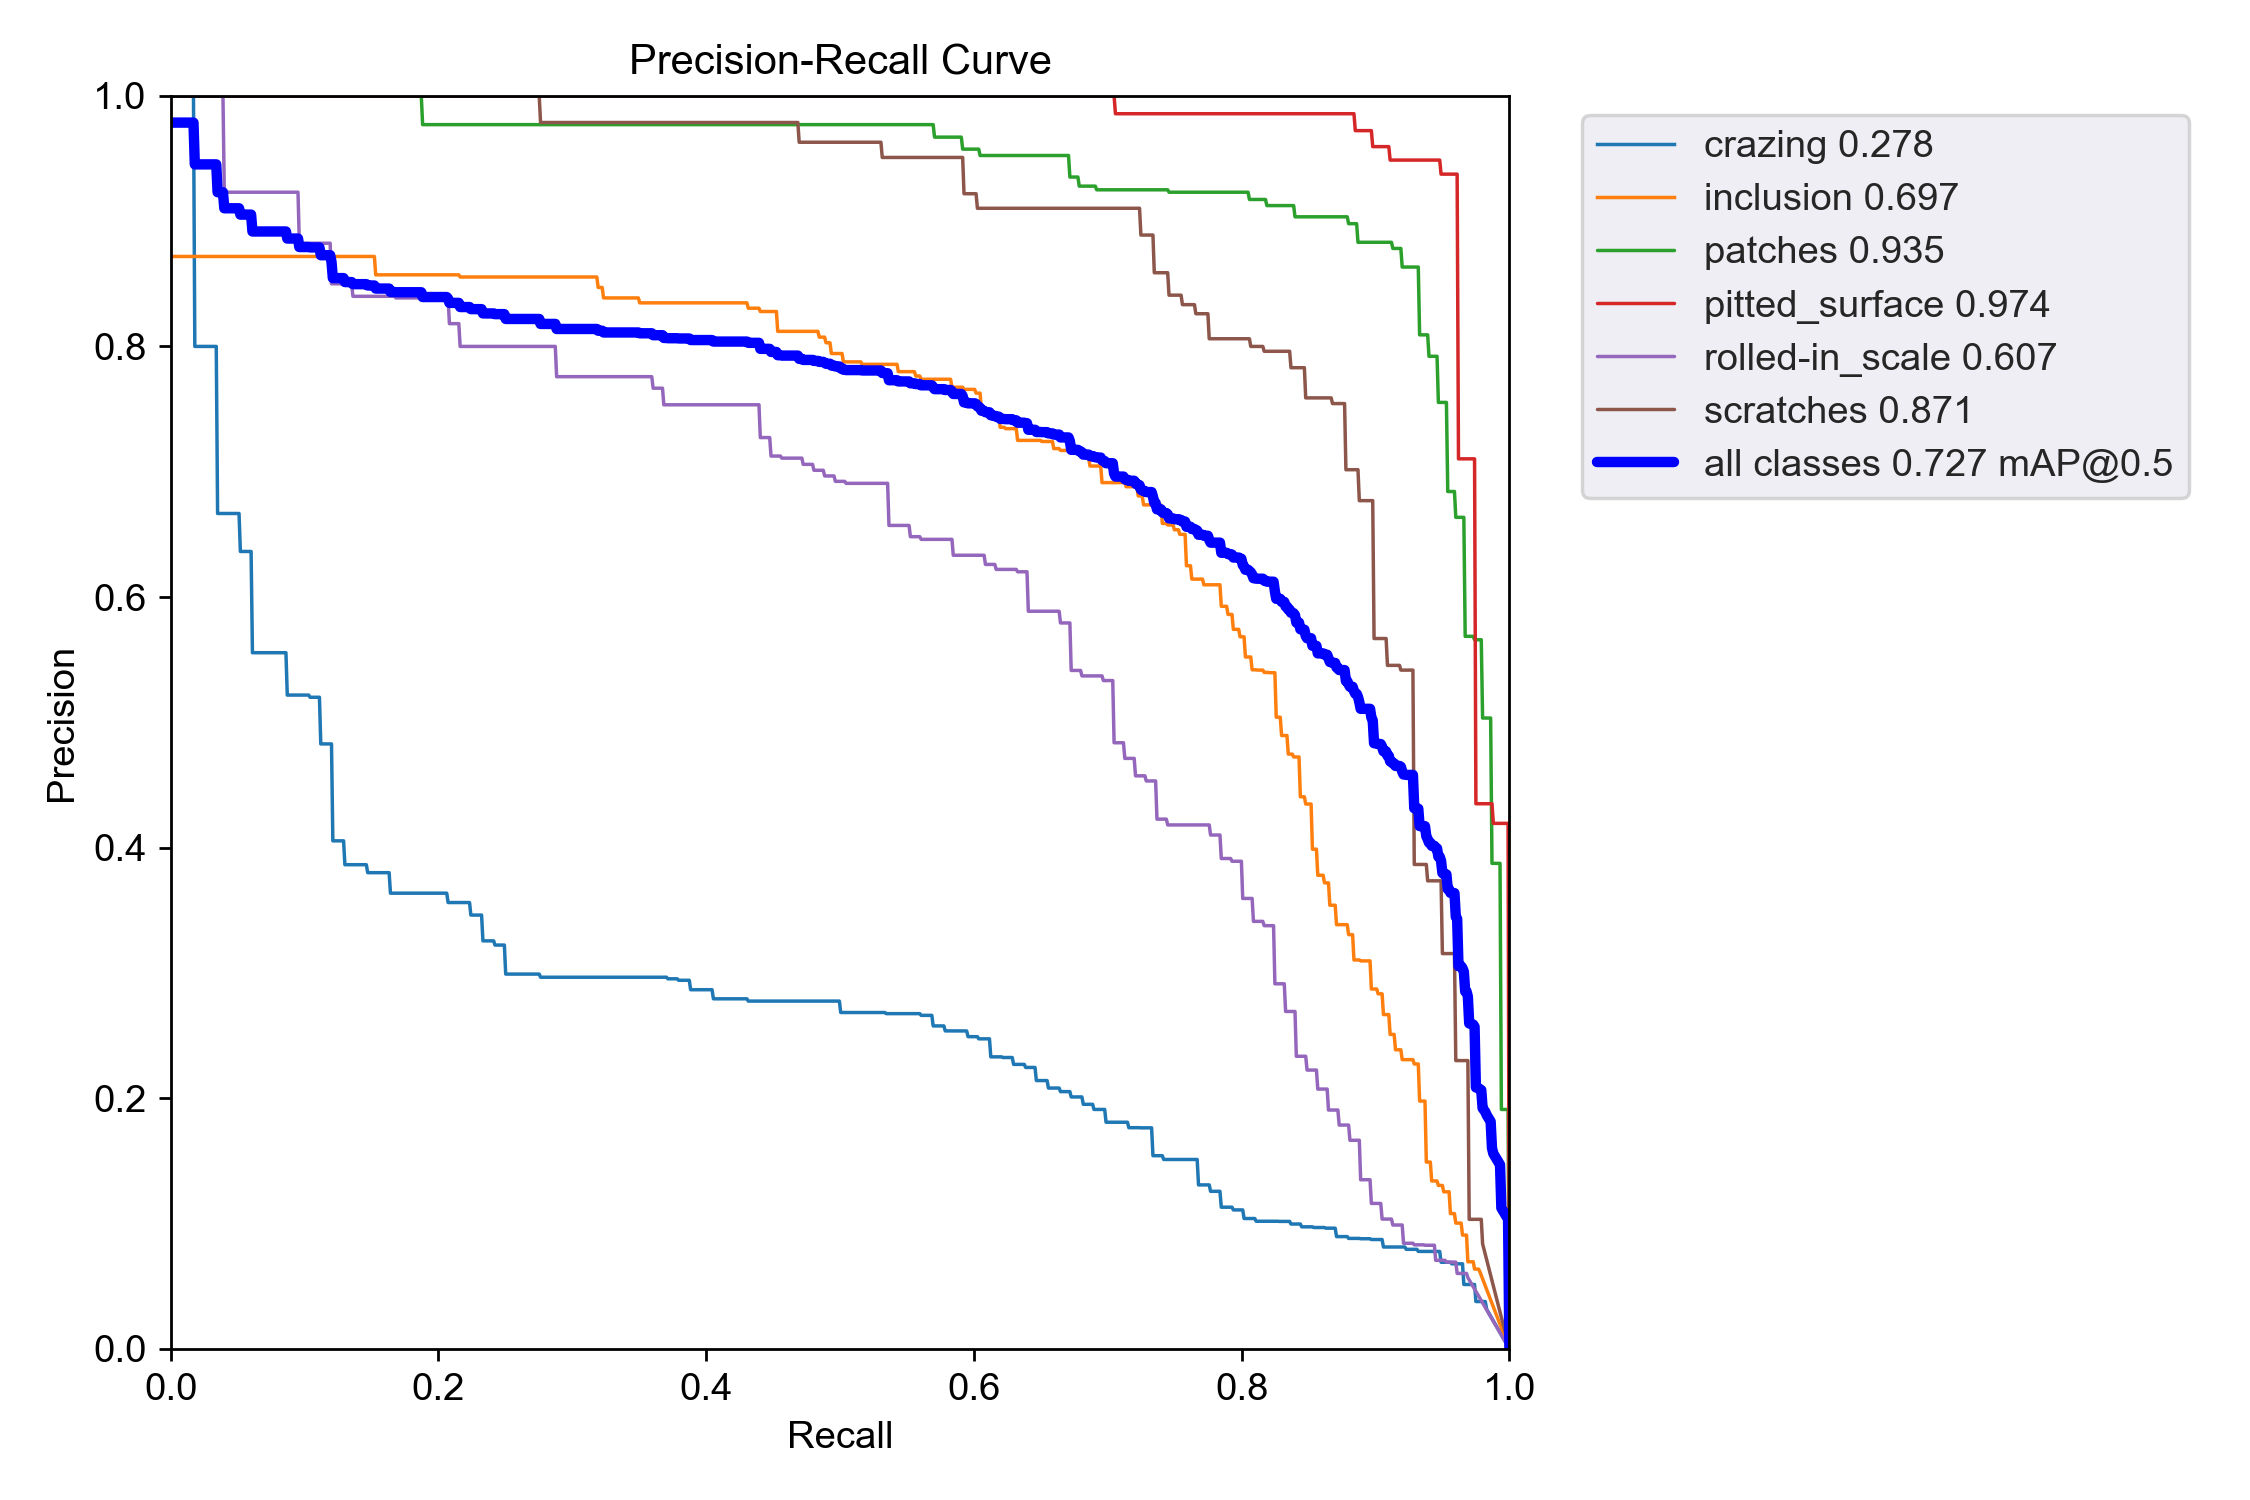 Precision-Recall Curve
1.0
0.8
0.6
0.4
0.2
0.0
Precision
0.0 0.2 0.4 0.6 0.8 1.0
Recall
crazing 0.278
inclusion 0.697
patches 0.935
pitted_surface 0.974
rolled-in_scale 0.607
scratches 0.871
all classes 0.727 mAP@0.5